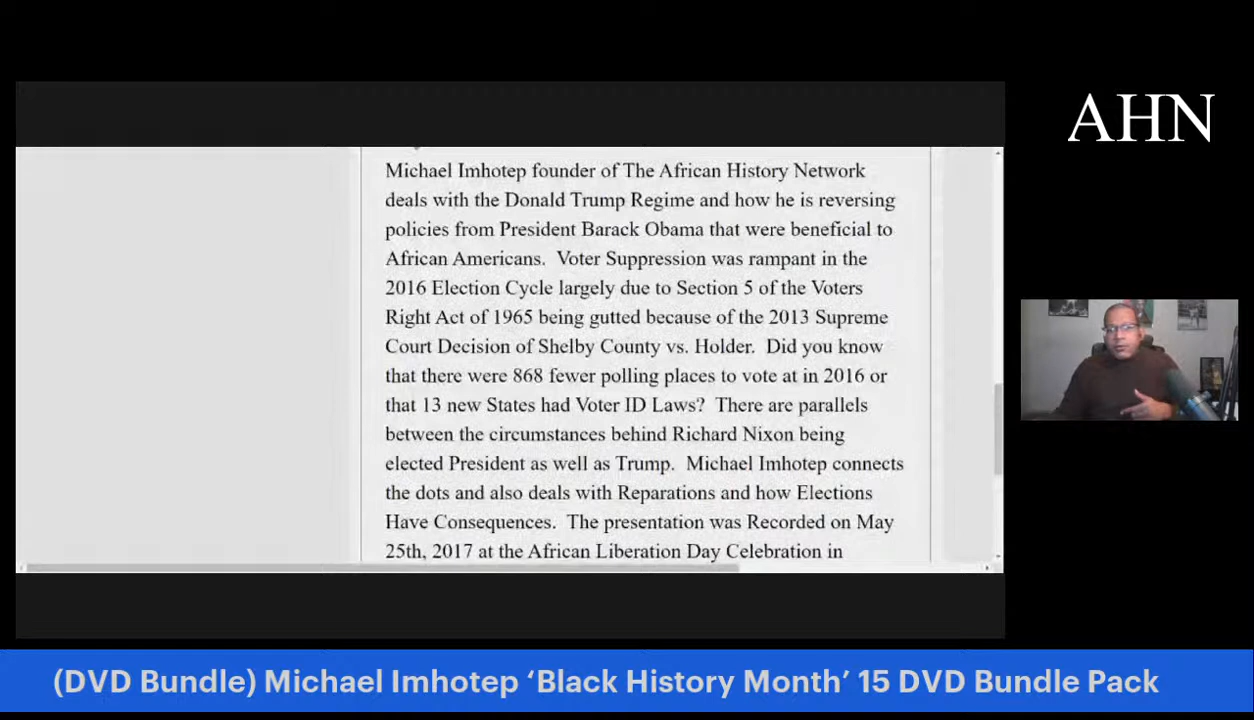 AHN
Michael Imhotep founder of The African History Network
deals with the Donald Trump Regime and how he is reversing
policies from President Barack Obama that were beneficial to
African Americans.  Voter Suppression was rampant in the
2016 Election Cycle largely due to Section 5 of the Voters
Right Act of 1965 being gutted because of the 2013 Supreme
Court Decision of Shelby County vs. Holder.  Did you know
that there were 868 fewer polling places to vote at in 2016 or
that 13 new States had Voter ID Laws?  There are parallels
between the circumstances behind Richard Nixon being
elected President as well as Trump.  Michael Imhotep connects
the dots and also deals with Reparations and how Elections
Have Consequences.  The presentation was Recorded on May
25th, 2017 at the African Liberation Day Celebration in
(DVD Bundle) Michael Imhotep ‘Black History Month’ 15 DVD Bundle Pack